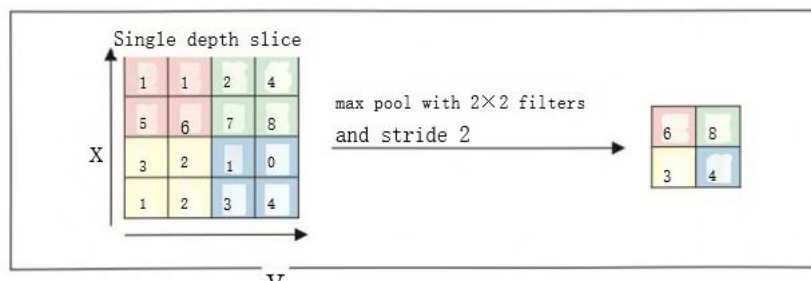 Single depth slice
1 1 2 4
5 6 7 8
3 2 1 0
1 2 3 4
X
max pool with 2×2 filters
and stride 2
6 8
3 4